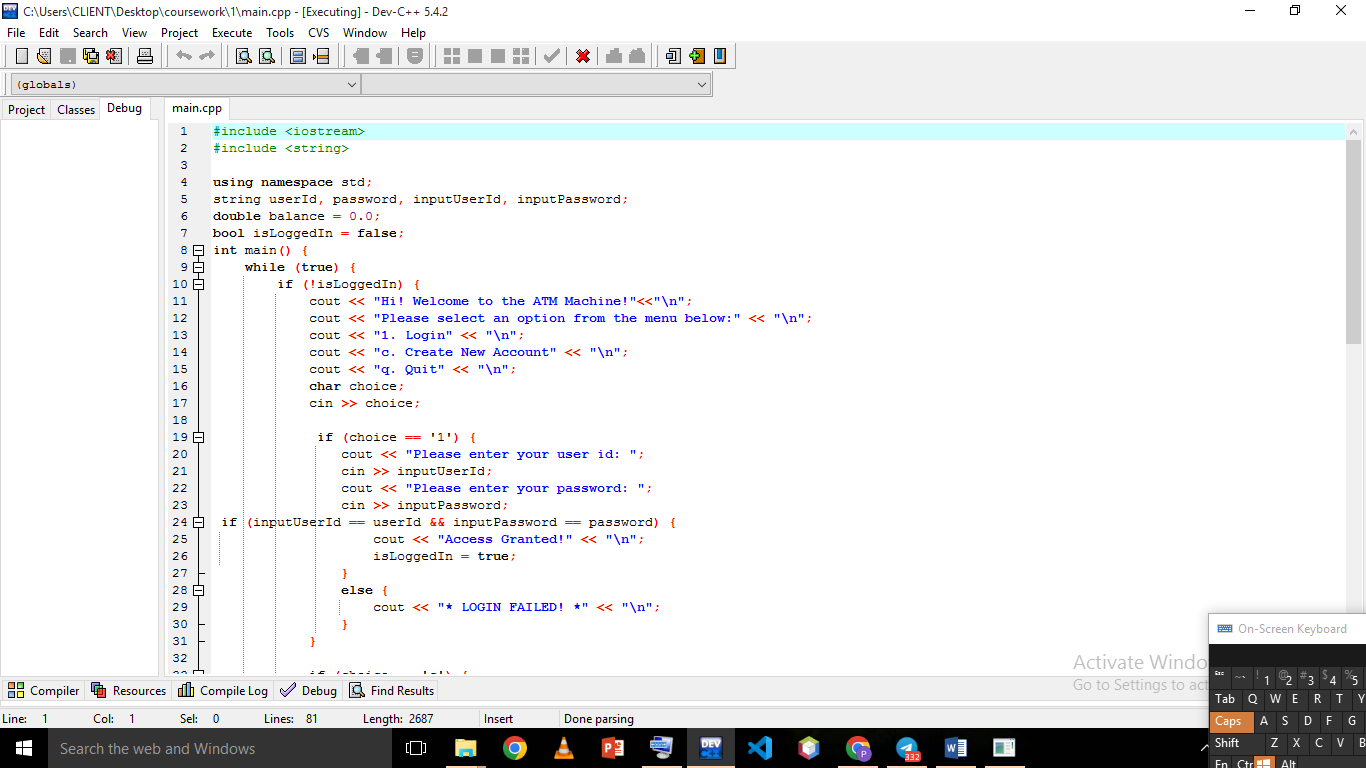 C:\Users\CLIENT\Desktop\coursework\1\main.cpp - [Executing] - Dev-C++ 5.4.2
File Edit Search View Project Execute Tools CVS Window Help
(globals)
Project Classes Debug main.cpp
1 #include <iostream>
2 #include <string>
3
4 using namespace std;
5 string userId, password, inputUserId, inputPassword;
6 double balance = 0.0;
7 bool isLoggedIn = false;
8 int main() {
9 while (true) {
10 if (!isLoggedIn) {
11 cout << "Hi! Welcome to the ATM Machine!"<<"\n";
12 cout << "Please select an option from the menu below:" << "\n";
13 cout << "1. Login" << "\n";
14 cout << "c. Create New Account" << "\n";
15 cout << "q. Quit" << "\n";
16 char choice;
17 cin >> choice;
18
19 if (choice == '1') {
20 cout << "Please enter your user id: ";
21 cin >> inputUserId;
22 cout << "Please enter your password: ";
23 cin >> inputPassword;
24 if (inputUserId == userId && inputPassword == password) {
25 cout << "Access Granted!" << "\n";
26 isLoggedIn = true;
27 }
28 else {
29 cout << "* LOGIN FAILED! *" << "\n";
30 }
31 }
32
Compiler Resources Compile Log Debug Find Results
Line: 1 Col: 1 Sel: 0 Lines: 81 Length: 2687 Insert Done parsing
Activate Windo
Go to Settings to act
On-Screen Keyboard
Esc ~ ` ! 1 @ 2 # 3 $ 4 % 5
Tab Q W E R T Y
Caps A S D F G
Shift Z X C V B
Fn Ctr Alt
Search the web and Windows
DEV
P
332